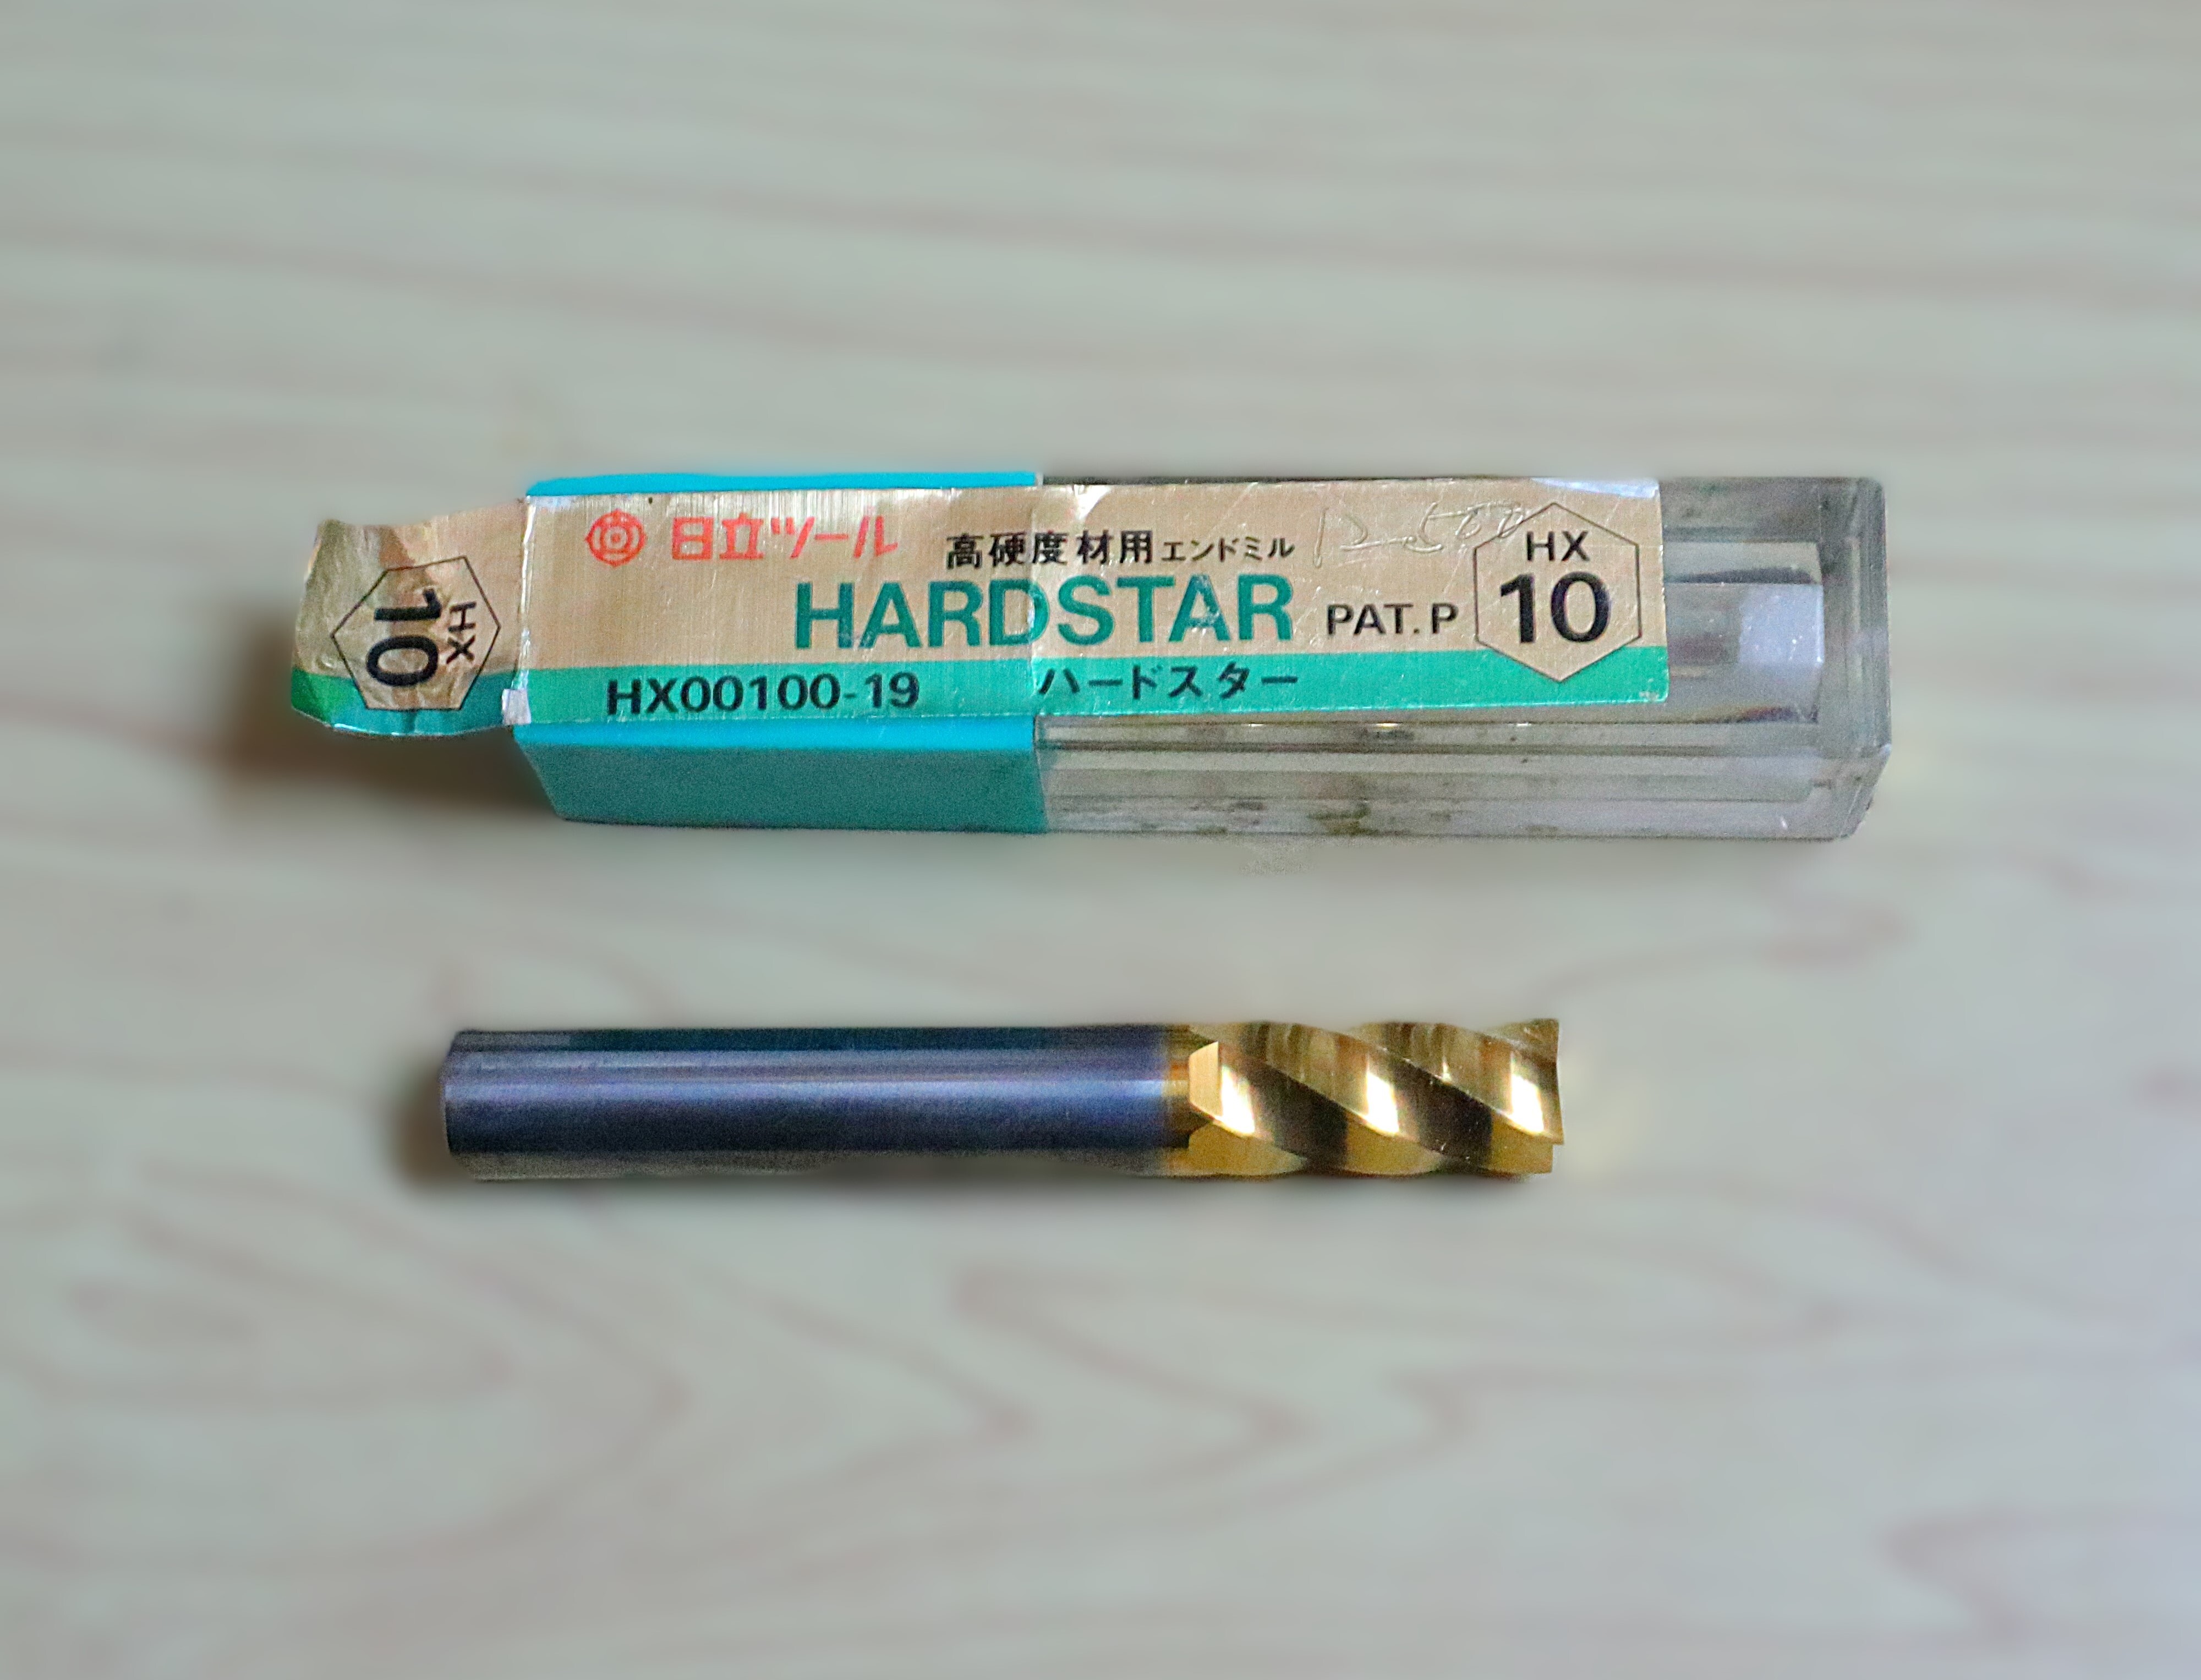 日立ツール
高硬度材用エンドミル
HARDSTAR PAT. P
HX
10
HX00100-19
ハードスター
HX
10